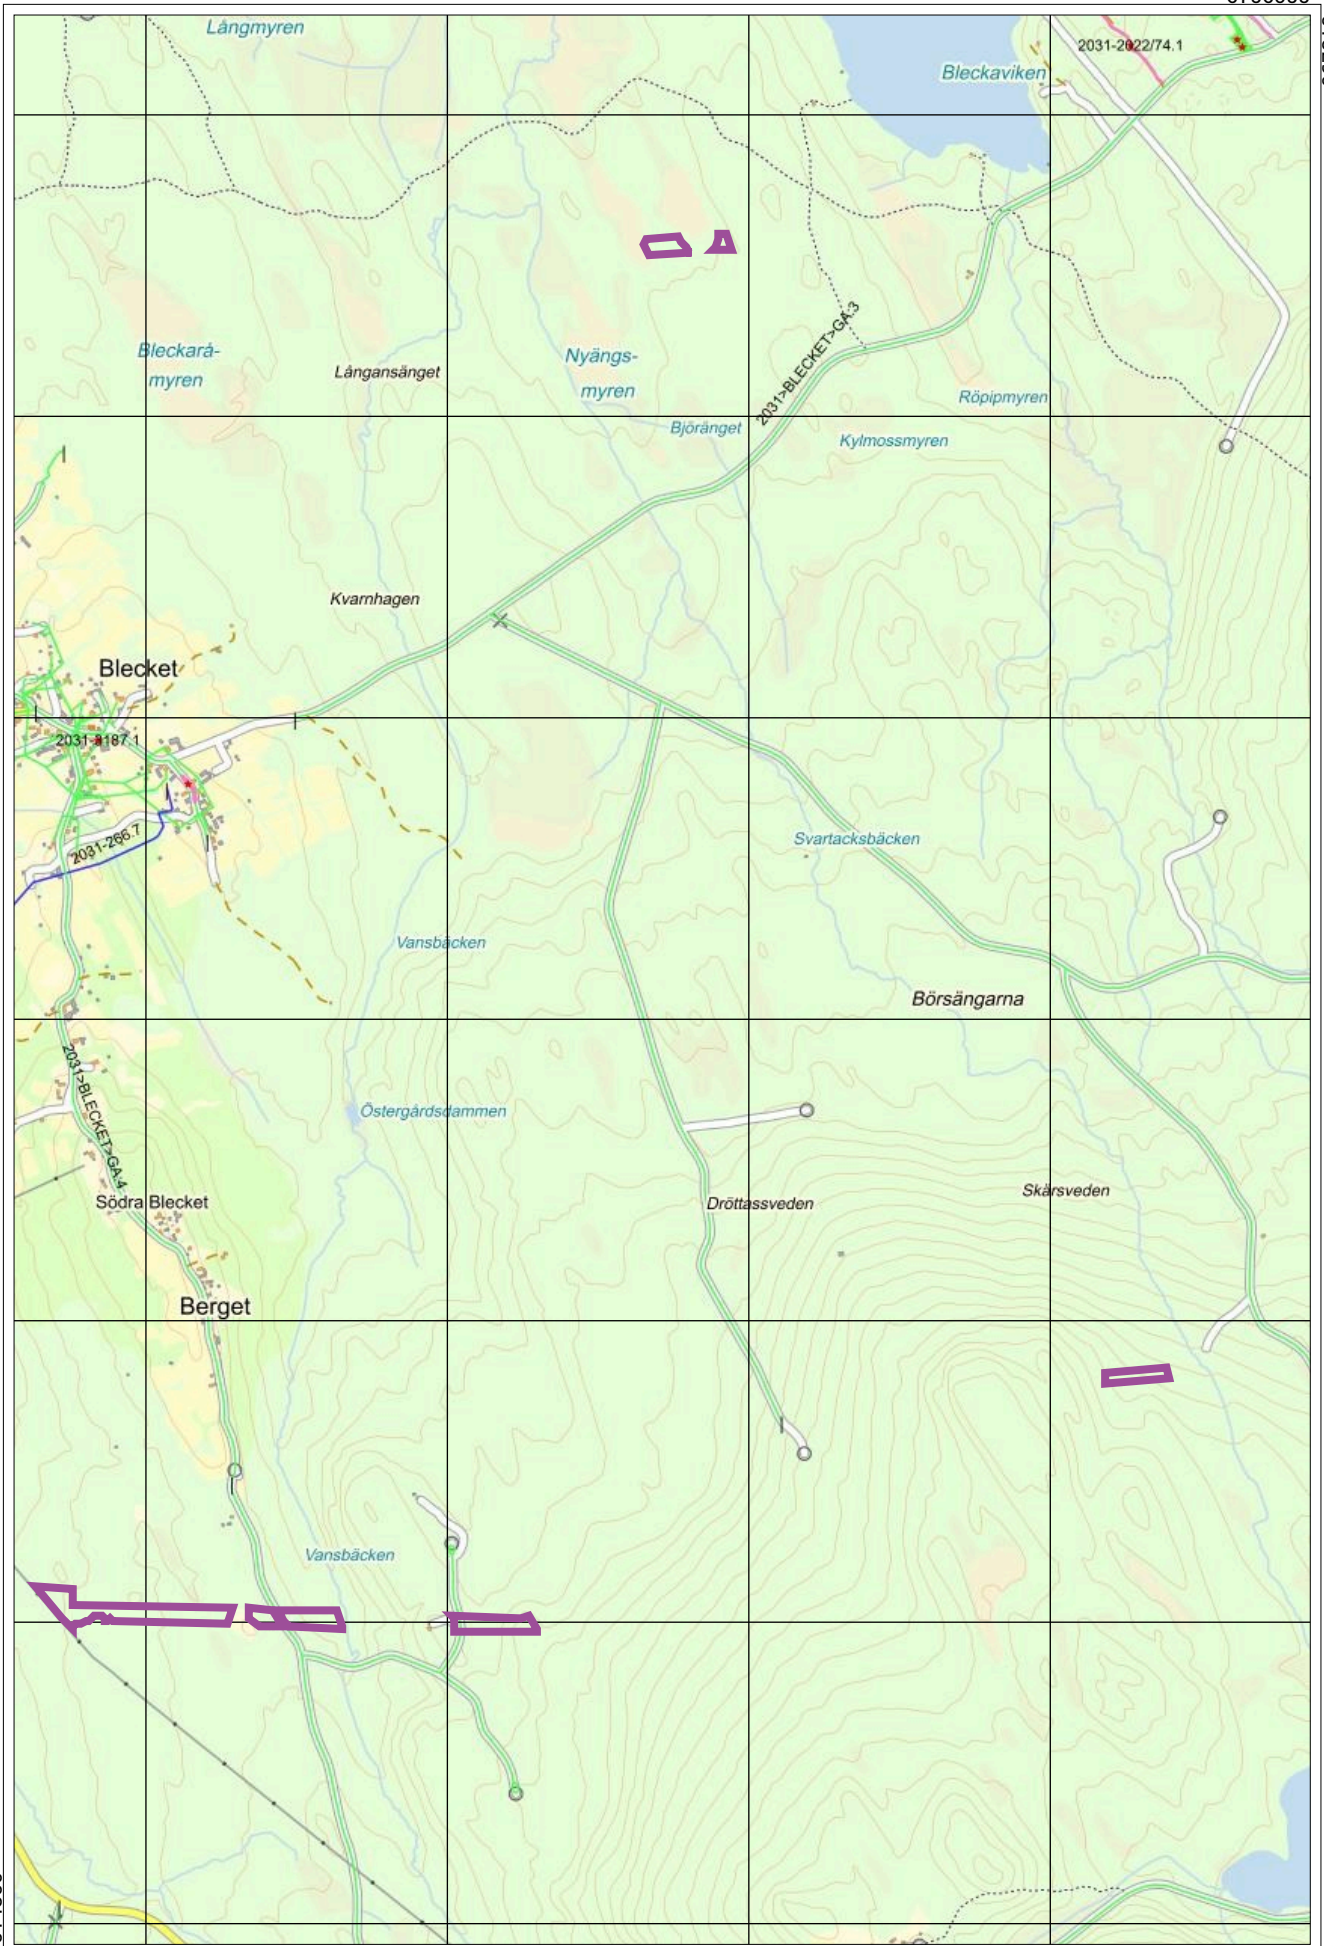 Långmyren
2031-2022/74.1
Bleckaviken
Bleckarå-
myren
Långansänget
Nyängs-
myren
2031>BLECKET>GA:3
Röpipmyren
Björänget
Kylmossmyren
Kvarnhagen
Blecket
2031-3187.1
2031-266.7
Svartacksbäcken
Vansbäcken
Börsängarna
2031>BLECKET>GA:4
Östergårdsdammen
Södra Blecket
Dröttassveden
Skärsveden
Berget
Vansbäcken